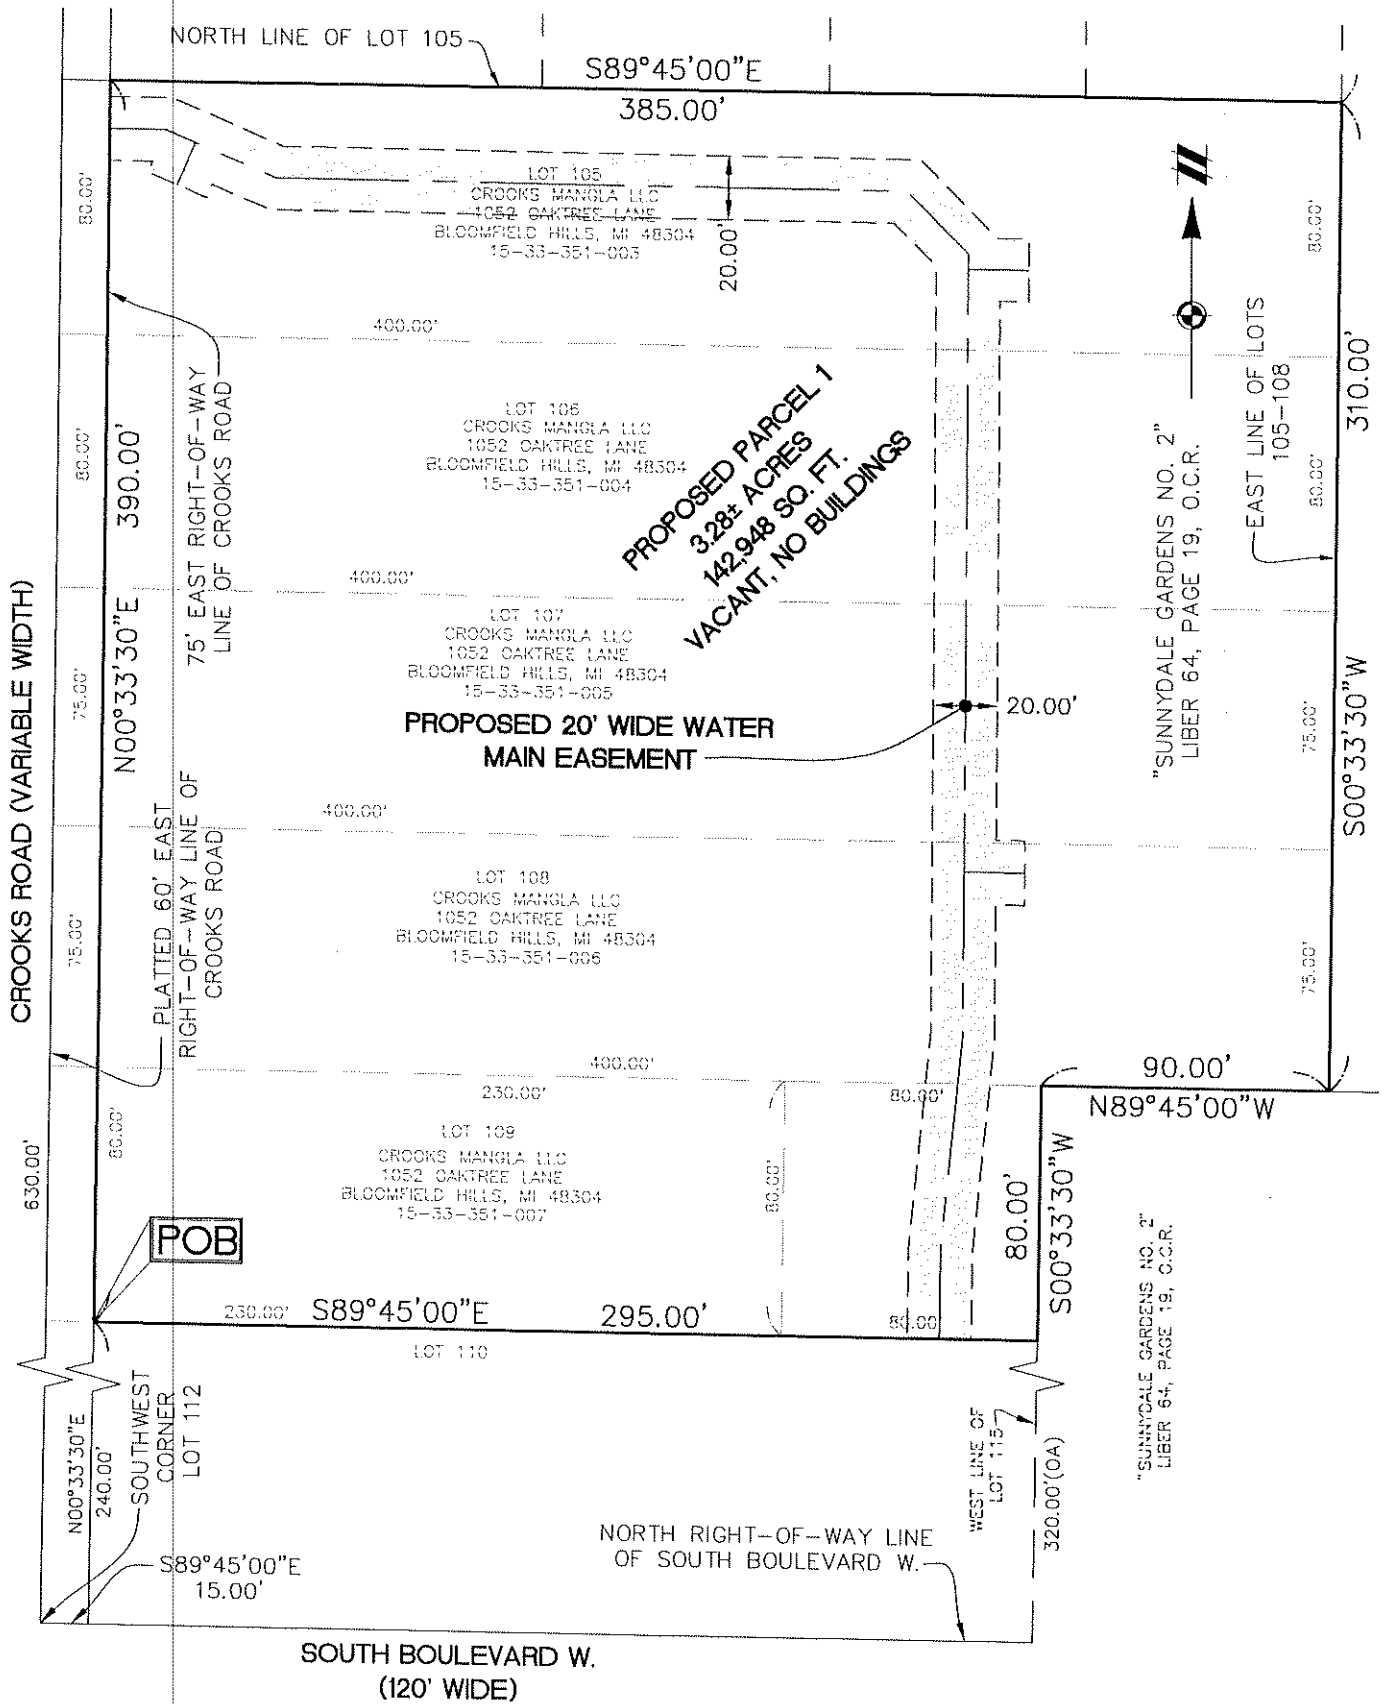 NORTH LINE OF LOT 105
S89°45'00"E
385.00'
80.00'
LOT 105
CROOKS MANGLA LLC
1052 OAKTREE LANE
BLOOMFIELD HILLS, MI 48304
15-33-351-003
20.00'
80.00'
400.00'
75' EAST RIGHT-OF-WAY
LINE OF CROOKS ROAD
EAST LINE OF LOTS
105-108
310.00'
80.00'
390.00'
N00°33'30"E
LOT 106
CROOKS MANGLA LLC
1052 OAKTREE LANE
BLOOMFIELD HILLS, MI 48304
15-33-351-004
PROPOSED PARCEL 1
3.28± ACRES
142,948 SQ. FT.
VACANT, NO BUILDINGS
"SUNNYDALE GARDENS NO. 2"
LIBER 64, PAGE 19, O.C.R.
80.00'
400.00'
CROOKS ROAD (VARIABLE WIDTH)
75.00'
LOT 107
CROOKS MANGLA LLC
1052 OAKTREE LANE
BLOOMFIELD HILLS, MI 48304
15-33-351-005
20.00'
75.00'
S00°33'30"W
PROPOSED 20' WIDE WATER
MAIN EASEMENT
400.00'
PLATTED 60' EAST
RIGHT-OF-WAY LINE OF
CROOKS ROAD
75.00'
LOT 108
CROOKS MANGLA LLC
1052 OAKTREE LANE
BLOOMFIELD HILLS, MI 48304
15-33-351-006
75.00'
400.00'
230.00'
80.00'
90.00'
N89°45'00"W
630.00'
80.00'
LOT 109
CROOKS MANGLA LLC
1052 OAKTREE LANE
BLOOMFIELD HILLS, MI 48304
15-33-351-007
80.00'
80.00'
S00°33'30"W
POB
"SUNNYDALE GARDENS NO. 2"
LIBER 64, PAGE 19, O.C.R.
230.00'
S89°45'00"E
295.00'
80.00
LOT 110
N00°33'30"E
240.00'
SOUTHWEST
CORNER
LOT 112
WEST LINE OF
LOT 115
320.00'(OA)
S89°45'00"E
15.00'
NORTH RIGHT-OF-WAY LINE
OF SOUTH BOULEVARD W.
SOUTH BOULEVARD W.
(120' WIDE)